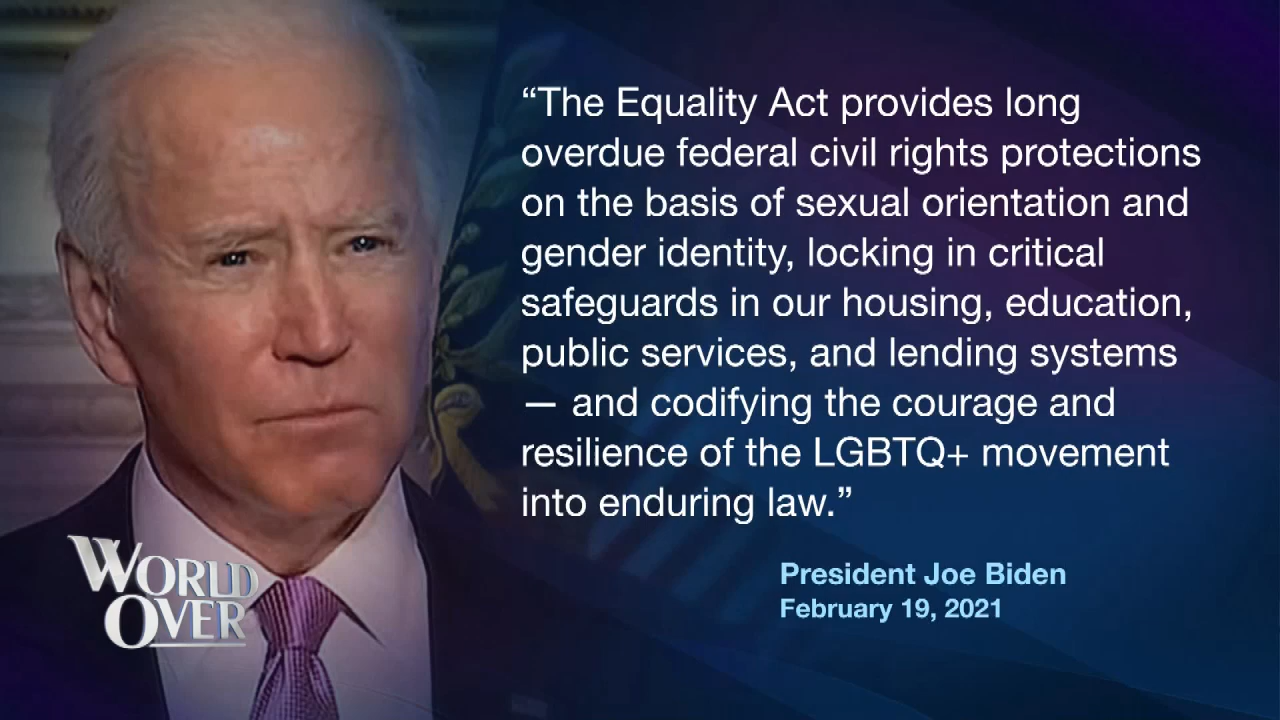 “The Equality Act provides long
overdue federal civil rights protections
on the basis of sexual orientation and
gender identity, locking in critical
safeguards in our housing, education,
public services, and lending systems
— and codifying the courage and
resilience of the LGBTQ+ movement
into enduring law.”
President Joe Biden
February 19, 2021
WORLD
OVER